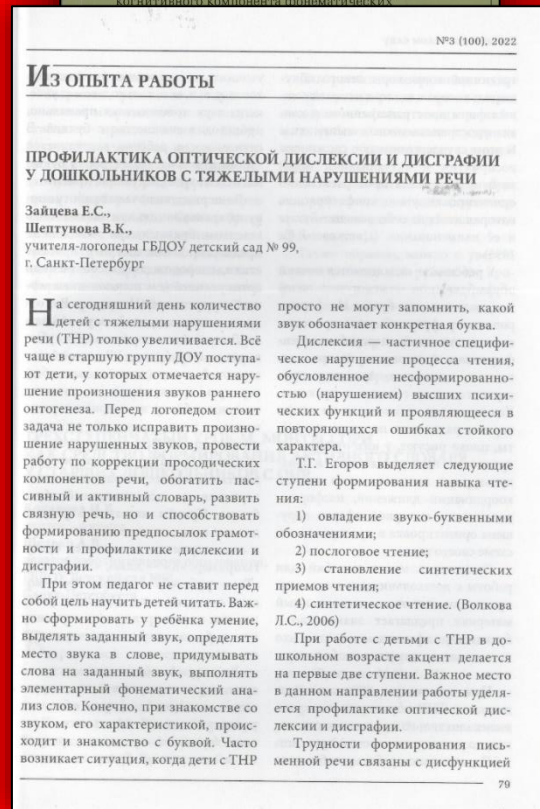 когнитивного компонента фонематических
№3 (100), 2022
Из опыта работы
ПРОФИЛАКТИКА ОПТИЧЕСКОЙ ДИСЛЕКСИИ И ДИСГРАФИИ
У ДОШКОЛЬНИКОВ С ТЯЖЕЛЫМИ НАРУШЕНИЯМИ РЕЧИ
Зайцева Е.С.,
Шептунова В.К.,
учителя-логопеды ГБДОУ детский сад № 99,
г. Санкт-Петербург
На сегодняшний день количество
детей с тяжелыми нарушениями
речи (ТНР) только увеличивается. Всё
чаще в старшую группу ДОУ поступа-
ют дети, у которых отмечается нару-
шение произношения звуков раннего
онтогенеза. Перед логопедом стоит
задача не только исправить произно-
шение нарушенных звуков, провести
работу по коррекции просодических
компонентов речи, обогатить пас-
сивный и активный словарь, развить
связную речь, но и способствовать
формированию предпосылок грамот-
ности и профилактике дислексии и
дисграфии.
При этом педагог не ставит перед
собой цель научить детей читать. Важ-
но сформировать у ребёнка умение,
выделять заданный звук, определять
место звука в слове, придумывать
слова на заданный звук, выполнять
элементарный фонематический ана-
лиз слов. Конечно, при знакомстве со
звуком, его характеристикой, проис-
ходит и знакомство с буквой. Часто
возникает ситуация, когда дети с ТНР
просто не могут запомнить, какой
звук обозначает конкретная буква.
Дислексия — частичное специфи-
ческое нарушение процесса чтения,
обусловленное несформированно-
стью (нарушением) высших психи-
ческих функций и проявляющееся в
повторяющихся ошибках стойкого
характера.
Т.Г. Егоров выделяет следующие
ступени формирования навыка чте-
ния:
1) овладение звуко-буквенными
обозначениями;
2) послоговое чтение;
3) становление синтетических
приемов чтения;
4) синтетическое чтение. (Волкова
Л.С., 2006)
При работе с детьми с ТНР в до-
школьном возрасте акцент делается
на первые две ступени. Важное место
в данном направлении работы уделя-
ется профилактике оптической дис-
лексии и дисграфии.
Трудности формирования пись-
менной речи связаны с дисфункцией
79